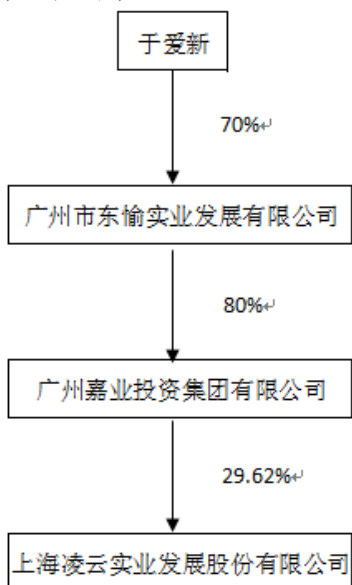 于爱新
70%↵
广州市东愉实业发展有限公司
80%↵
广州嘉业投资集团有限公司
29.62%↵
上海凌云实业发展股份有限公司